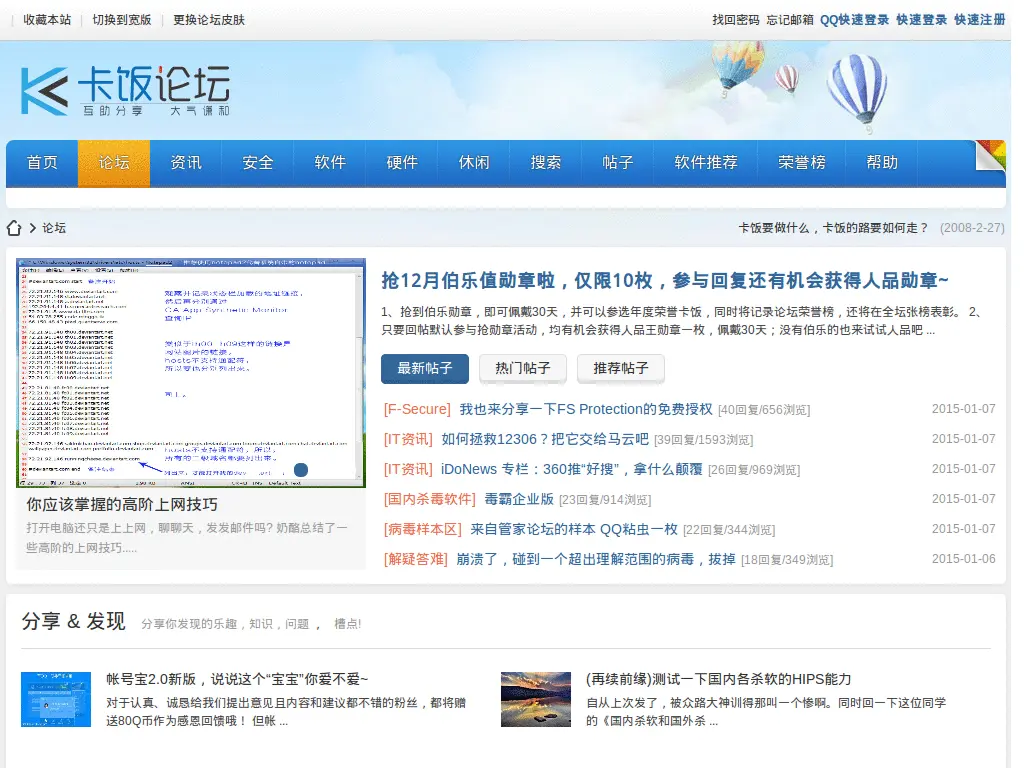 收藏本站 切换到宽版 更换论坛皮肤
找回密码 忘记邮箱 QQ快速登录 快速登录 快速注册
卡饭论坛
互助分享 大气谦和
首页 论坛 资讯 安全 软件 硬件 休闲 搜索 帖子 软件推荐 荣誉榜 帮助
论坛
卡饭要做什么，卡饭的路要如何走？ (2008-2-27)
你应该掌握的高阶上网技巧
打开电脑还只是上上网，聊聊天，发发邮件吗? 奶酪总结了一
些高阶的上网技巧.....
抢12月伯乐值勋章啦，仅限10枚，参与回复还有机会获得人品勋章~
1、抢到伯乐勋章，即可佩戴30天，并可以参选年度荣誉卡饭，同时将记录论坛荣誉榜，还将在全坛张榜表彰。 2、
只要回帖默认参与抢勋章活动，均有机会获得人品王勋章一枚，佩戴30天；没有伯乐的也来试试人品吧 ...
最新帖子 热门帖子 推荐帖子
[F-Secure] 我也来分享一下FS Protection的免费授权 [40回复/656浏览] 2015-01-07
[IT资讯] 如何拯救12306？把它交给马云吧 [39回复/1593浏览] 2015-01-07
[IT资讯] iDoNews 专栏：360推“好搜”，拿什么颠覆 [26回复/969浏览] 2015-01-07
[国内杀毒软件] 毒霸企业版 [23回复/914浏览] 2015-01-07
[病毒样本区] 来自管家论坛的样本 QQ粘虫一枚 [22回复/344浏览] 2015-01-07
[解疑答难] 崩溃了，碰到一个超出理解范围的病毒，拔掉 [18回复/349浏览] 2015-01-06
分享 & 发现 分享你发现的乐趣，知识，问题 ， 槽点!
帐号宝2.0新版，说说这个“宝宝”你爱不爱~
对于认真、诚恳给我们提出意见且内容和建议都不错的粉丝，都将赠
送80Q币作为感恩回馈哦！ 但帐 ...
(再续前缘)测试一下国内各杀软的HIPS能力
自从上次发了，被众路大神训得那叫一个惨啊。同时回一下这位同学
的《国内杀软和国外杀 ...